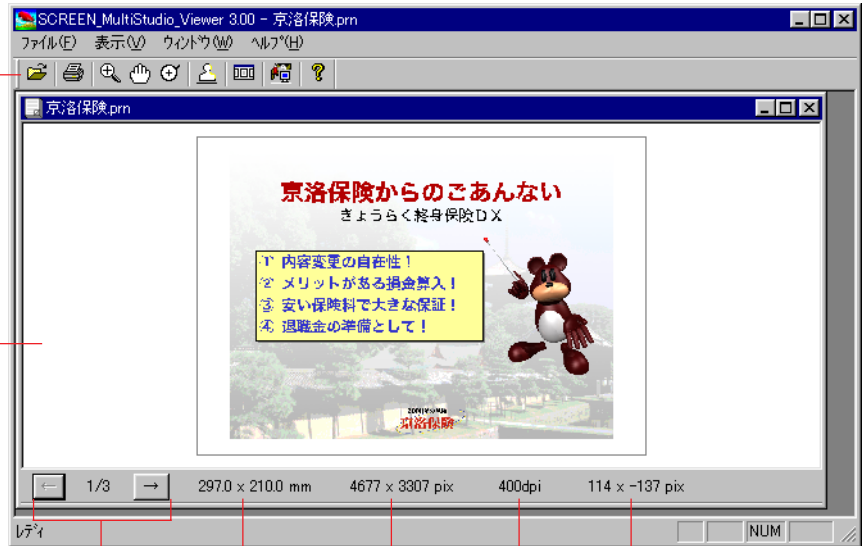 SCREEN_MultiStudio_Viewer 3.00 - 京洛保険.prn
ファイル(F) 表示(V) ウィンドウ(W) ヘルプ(H)
京洛保険.prn
京洛保険からのごあんない
きょうらく終身保険DX
① 内容変更の自在性！
② メリットがある損金算入！
③ 安い保険料で大きな保証！
④ 退職金の準備として！
京洛保険
← 1/3 → 297.0 x 210.0 mm 4677 x 3307 pix 400dpi 114 x -137 pix
レディ NUM